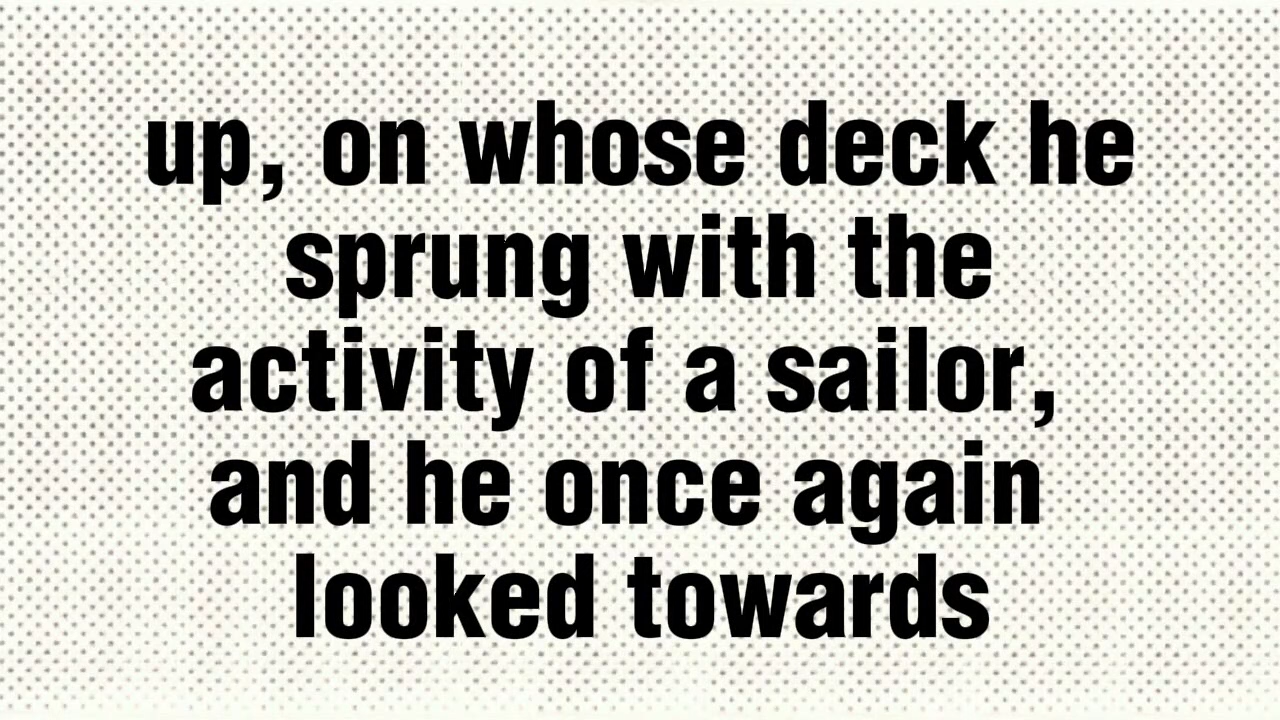 up, on whose deck he
sprung with the
activity of a sailor,
and he once again
looked towards